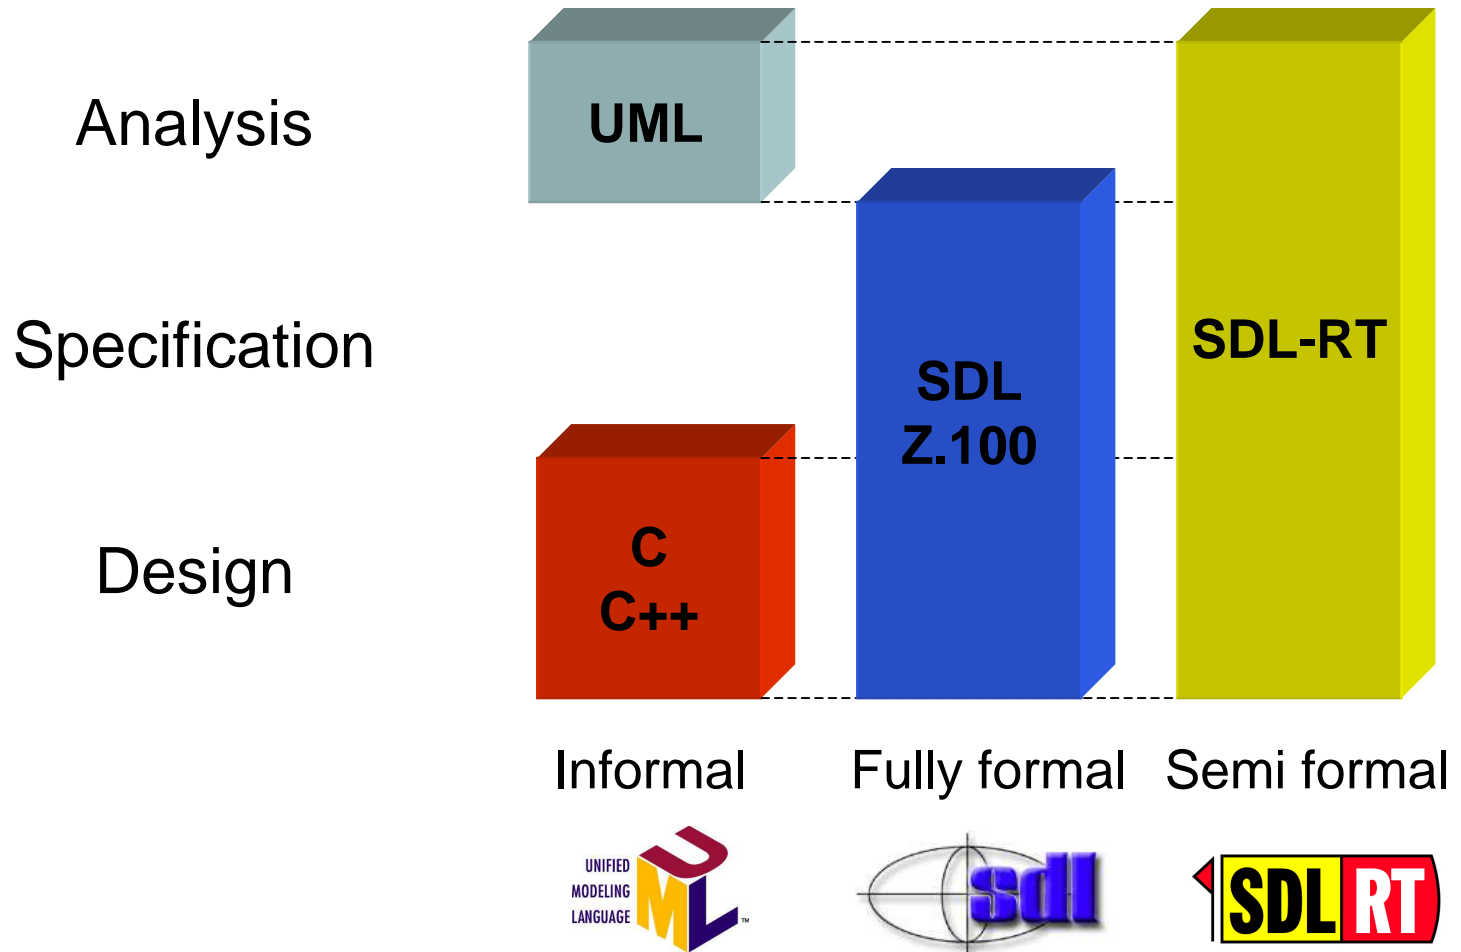 Analysis
UML
Specification
SDL-RT
SDL
Z.100
Design
C
C++
Informal
Fully formal
Semi formal
UNIFIED
MODELING
LANGUAGE
UML
TM
sdl
SDL RT